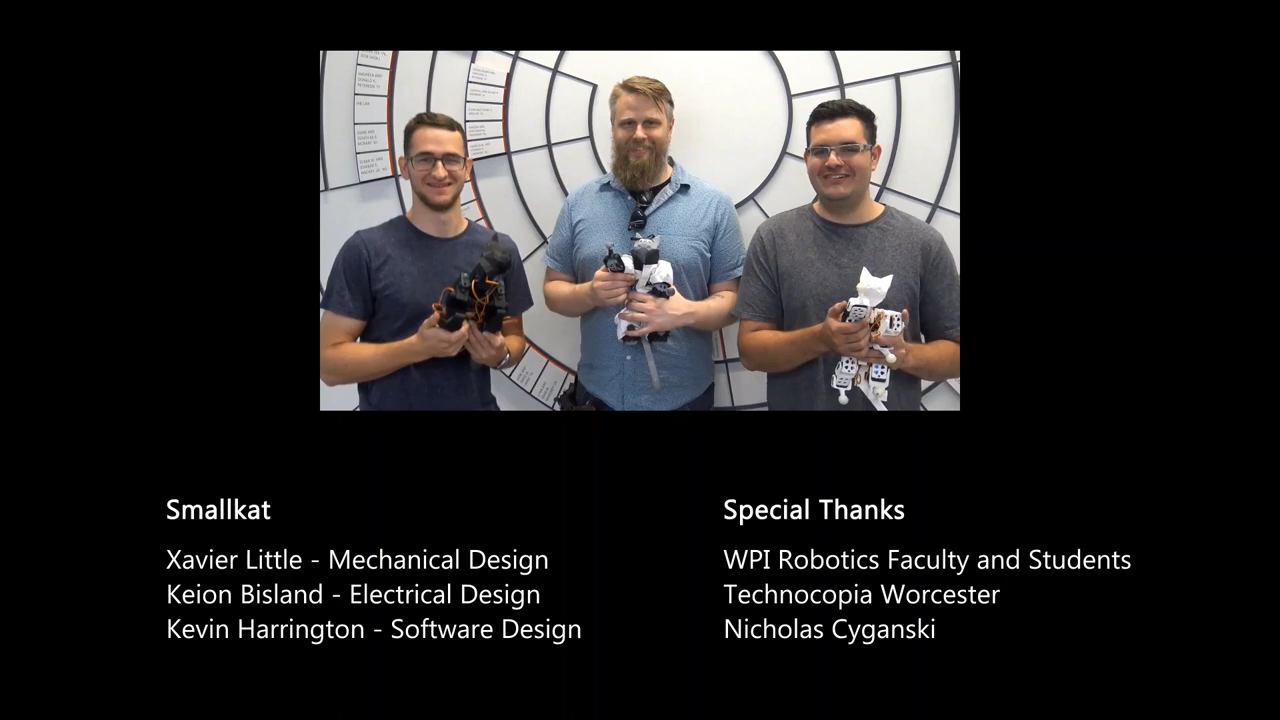 Smallkat
Xavier Little - Mechanical Design
Keion Bisland - Electrical Design
Kevin Harrington - Software Design
Special Thanks
WPI Robotics Faculty and Students
Technocopia Worcester
Nicholas Cyganski